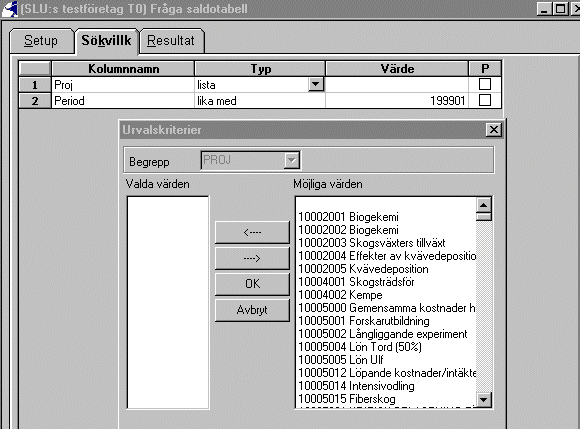 (SLU:s testföretag T0) Fråga saldotabell
Setup Sökvillk Resultat
Kolumnnamn Typ Värde P
1 Proj lista
2 Period lika med 199901
Urvalskriterier
Begrepp PROJ
Valda värden Möjliga värden
10002001 Biogekemi
10002002 Biogekemi
<---- 10002003 Skogsväxters tillväxt
10002004 Effekter av kvävedepositio
----> 10002005 Kvävedeposition
10004001 Skogsträdsför
OK 10004002 Kempe
10005000 Gemensamma kostnader h
Avbryt 10005001 Forskarutbildning
10005002 Långliggande experiment
10005004 Lön Tord (50%)
10005005 Lön Ulf
10005012 Löpande kostnader/intäkte
10005014 Intensivodling
10005015 Fiberskog